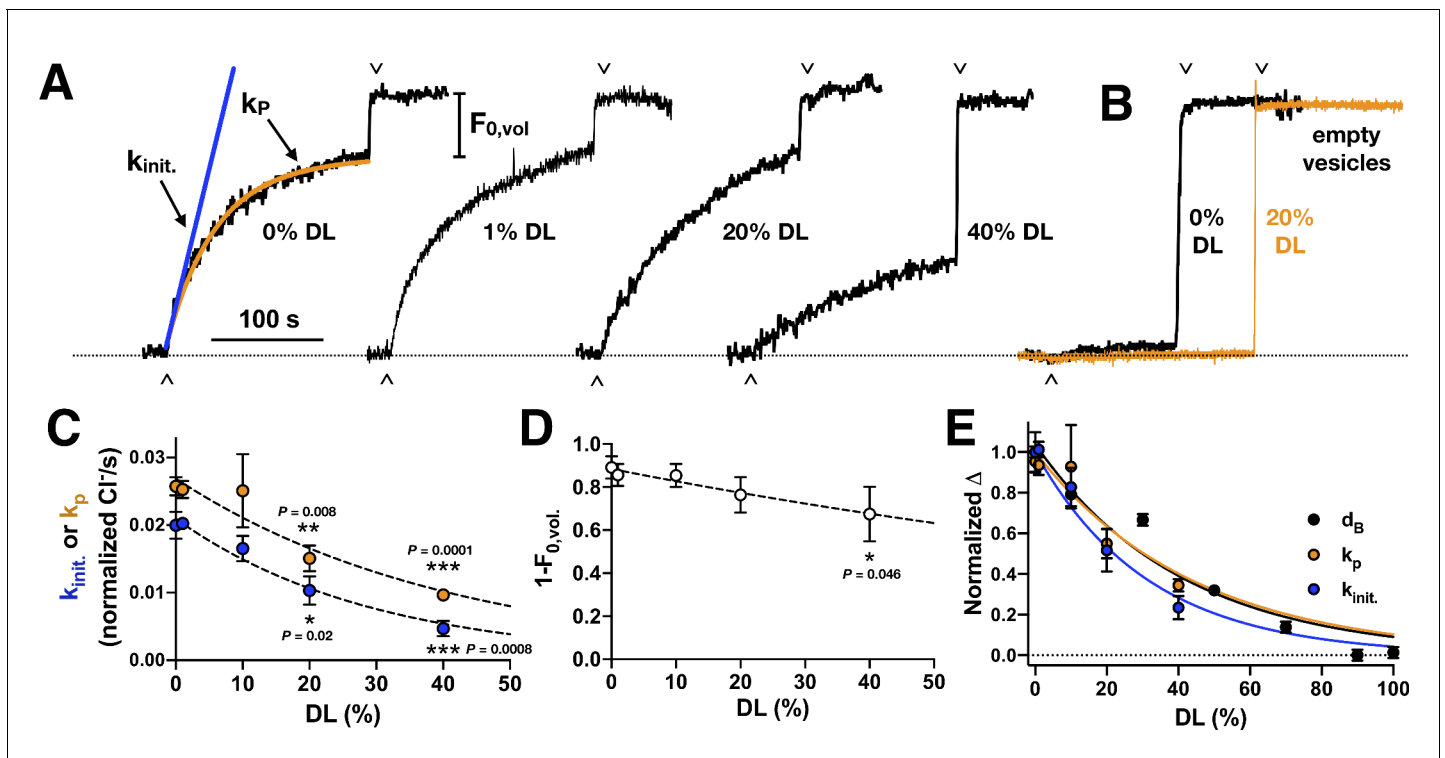 A
kinit.
kP
F0,vol
0% DL
1% DL
20% DL
40% DL
100 s
B
empty
vesicles
0%
DL
20%
DL
C
kinit. or kp
(normalized Cl-/s)
0.03
0.02
0.01
0.00
P = 0.008
**
P = 0.0001
***
*
P = 0.02
*** P = 0.0008
0 10 20 30 40 50
DL (%)
D
1-F0,vol.
1.0
0.8
0.6
0.4
0.2
0.0
*
P = 0.046
0 10 20 30 40 50
DL (%)
E
Normalized Δ
1.0
0.8
0.6
0.4
0.2
0.0
dB
kp
kinit.
0 20 40 60 80 100
DL (%)